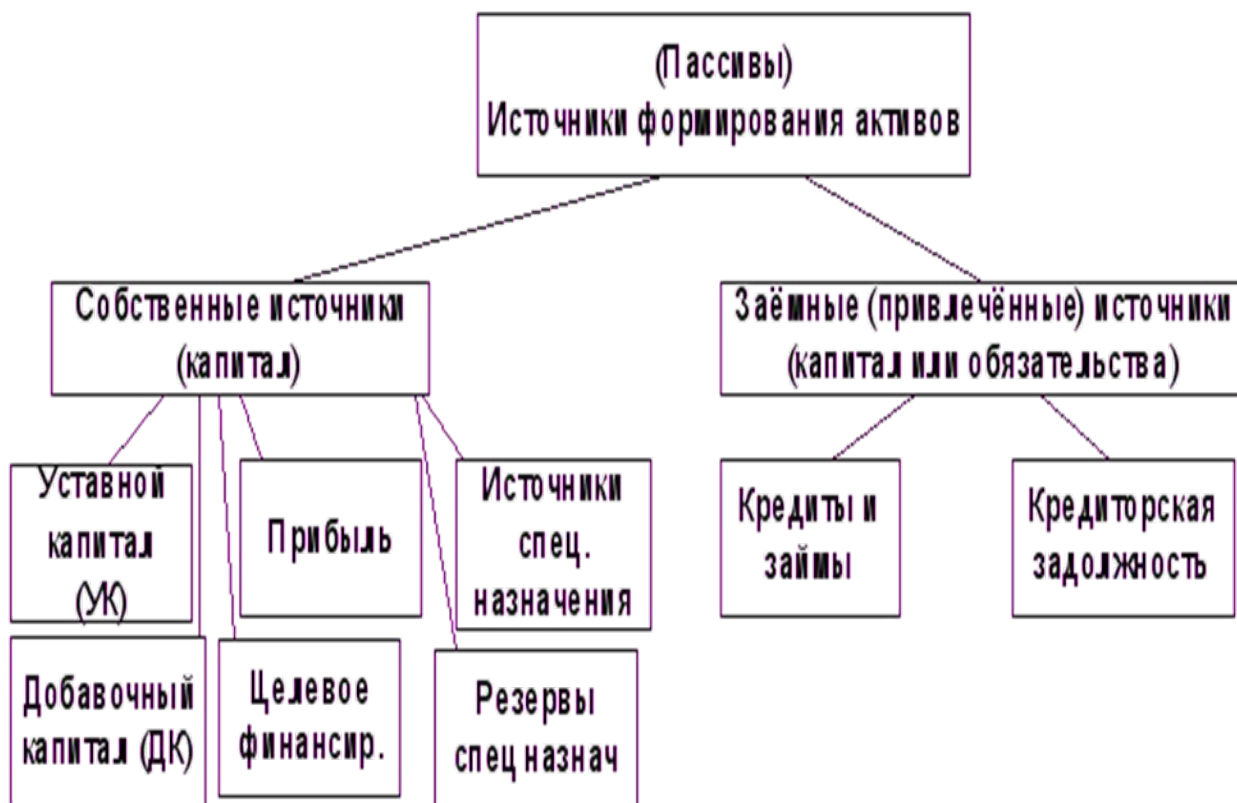 (Пассивы)
Источники формирования активов
Собственные источники
(капитал)
Заёмные (привлечённые) источники
(капитал или обязательства)
Уставной
капитал
(УК)
Прибыль
Источники
спец.
назначения
Кредиты и
займы
Кредиторская
задолжность
Добавочный
капитал (ДК)
Целевое
финансир.
Резервы
спец назнач